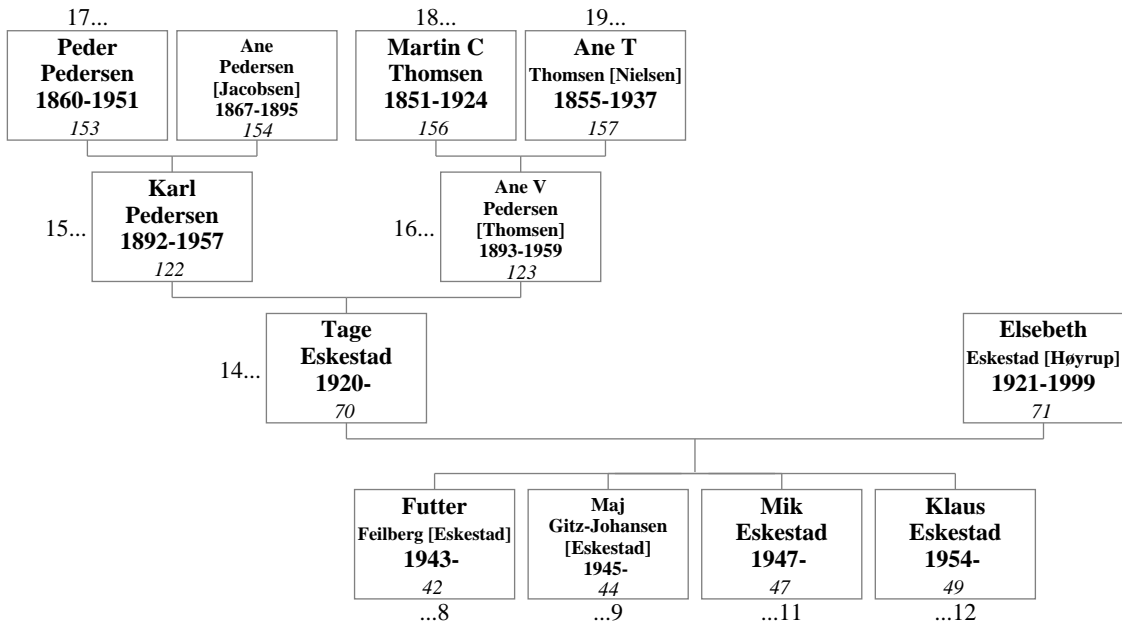 17...
Peder
Pedersen
1860-1951
153
Ane
Pedersen
[Jacobsen]
1867-1895
154
18...
Martin C
Thomsen
1851-1924
156
19...
Ane T
Thomsen [Nielsen]
1855-1937
157
15...
Karl
Pedersen
1892-1957
122
16...
Ane V
Pedersen
[Thomsen]
1893-1959
123
14...
Tage
Eskestad
1920-
70
Elsebeth
Eskestad [Høyrup]
1921-1999
71
Futter
Feilberg [Eskestad]
1943-
42
...8
Maj
Gitz-Johansen
[Eskestad]
1945-
44
...9
Mik
Eskestad
1947-
47
...11
Klaus
Eskestad
1954-
49
...12